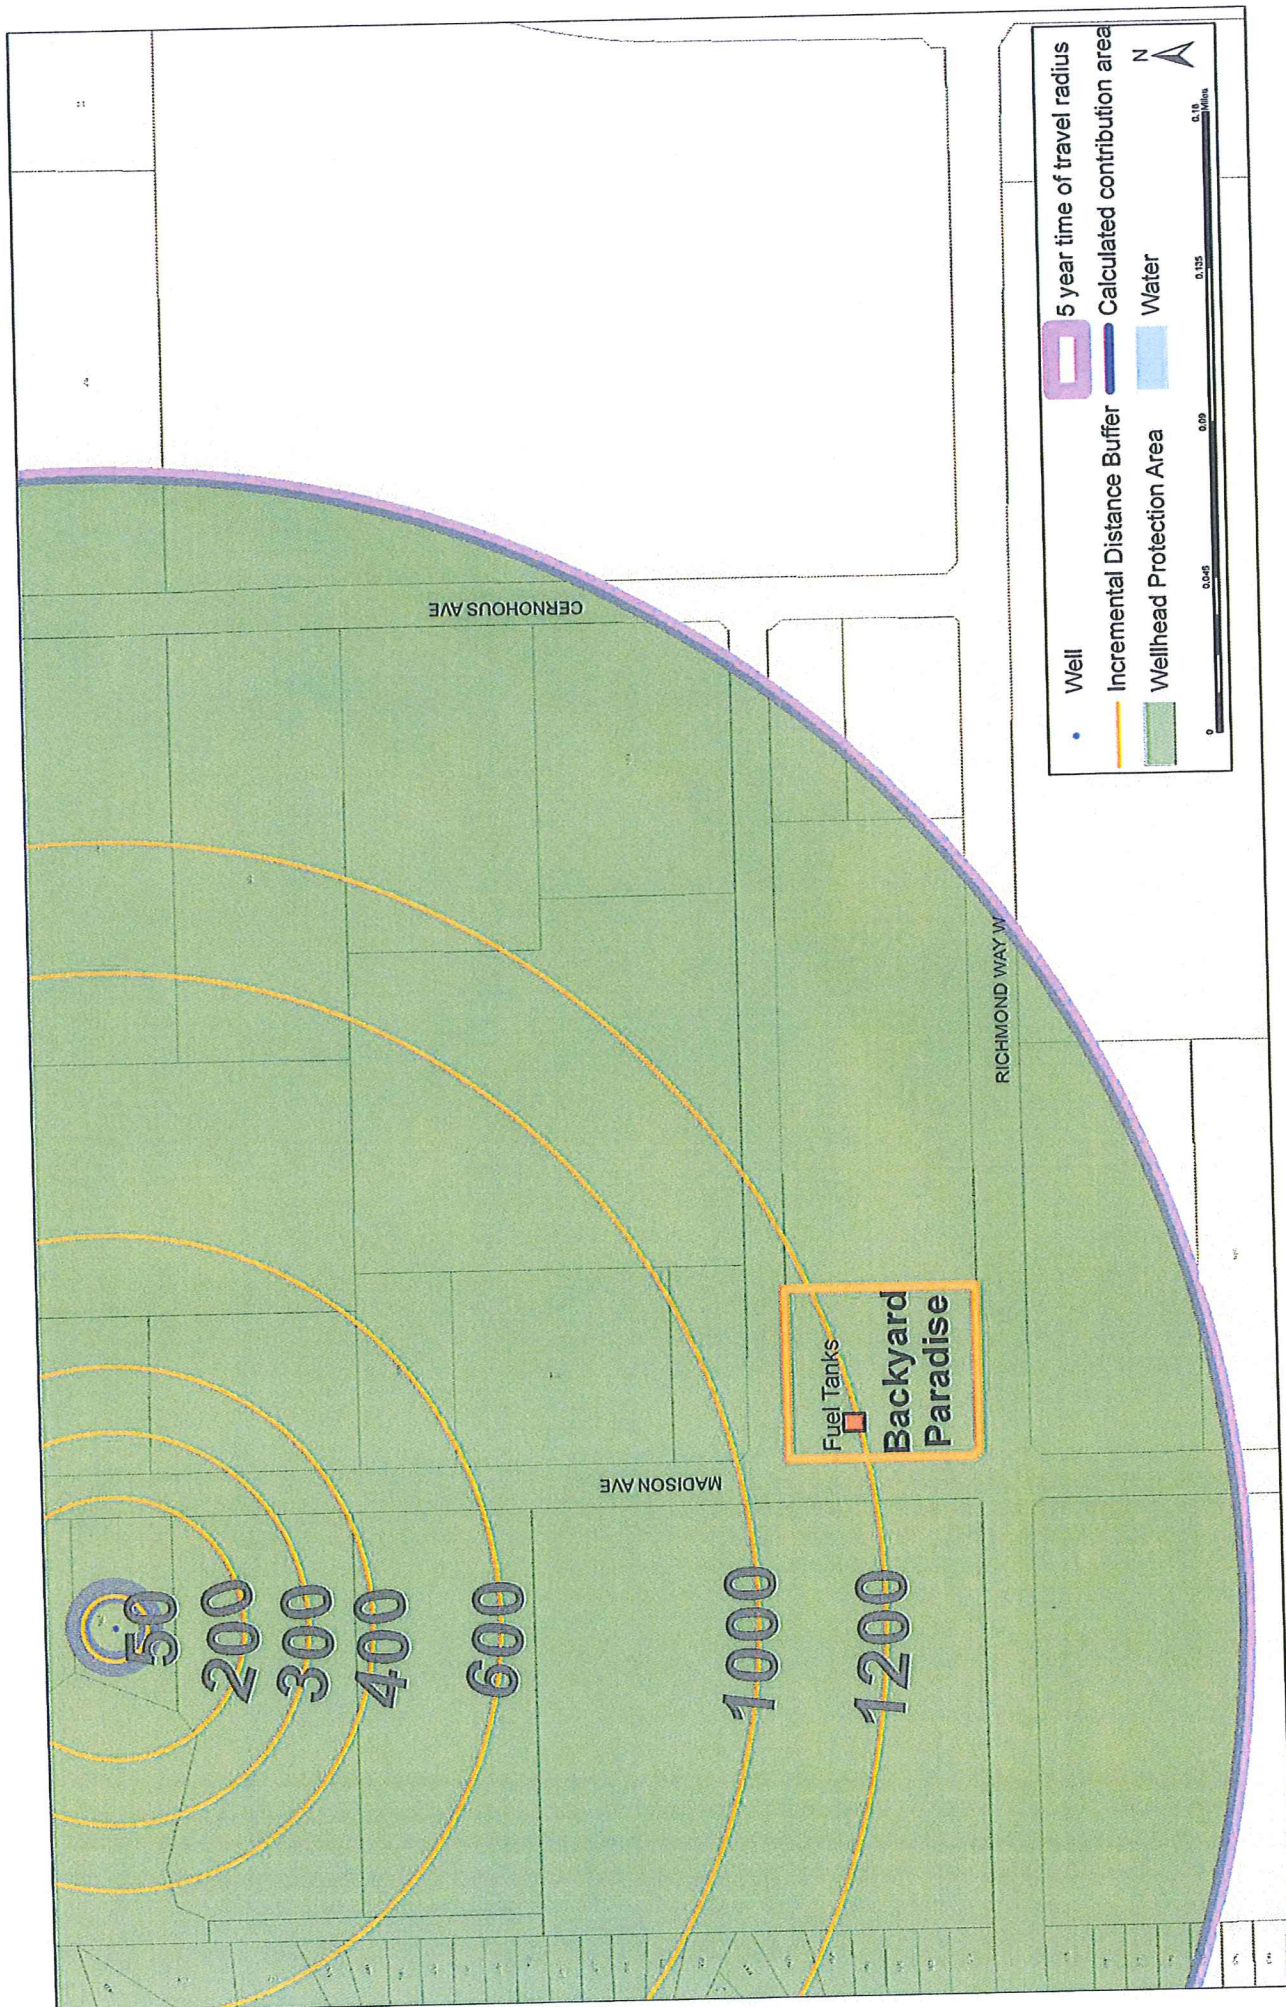 50
200
300
400
600
1000
1200
CERNOHOUS AVE
MADISON AVE
RICHMOND WAY W
Fuel Tanks
Backyard
Paradise
Well
5 year time of travel radius
Incremental Distance Buffer
Calculated contribution area
Wellhead Protection Area
Water
N
0
0.045
0.09
0.135
0.18
Miles